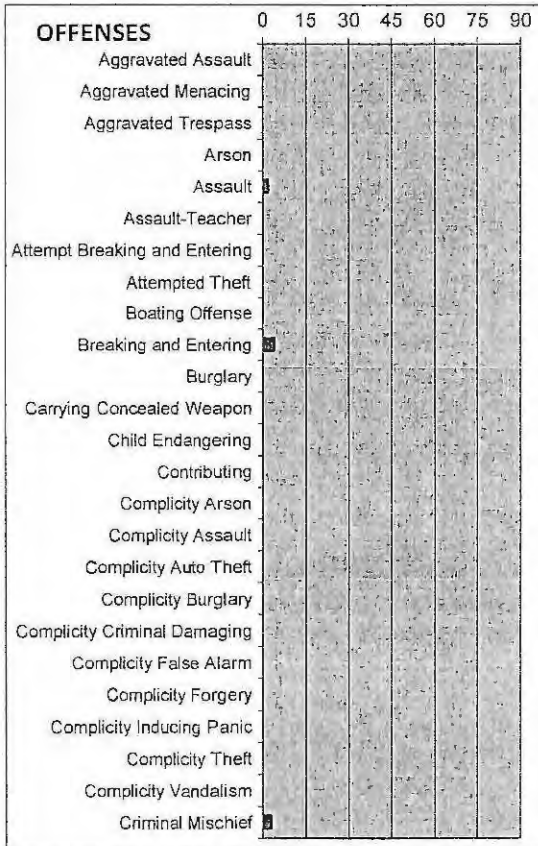 0 15 30 45 60 75 90
OFFENSES
Aggravated Assault
Aggravated Menacing
Aggravated Trespass
Arson
Assault
Assault-Teacher
Attempt Breaking and Entering
Attempted Theft
Boating Offense
Breaking and Entering
Burglary
Carrying Concealed Weapon
Child Endangering
Contributing
Complicity Arson
Complicity Assault
Complicity Auto Theft
Complicity Burglary
Complicity Criminal Damaging
Complicity False Alarm
Complicity Forgery
Complicity Inducing Panic
Complicity Theft
Complicity Vandalism
Criminal Mischief